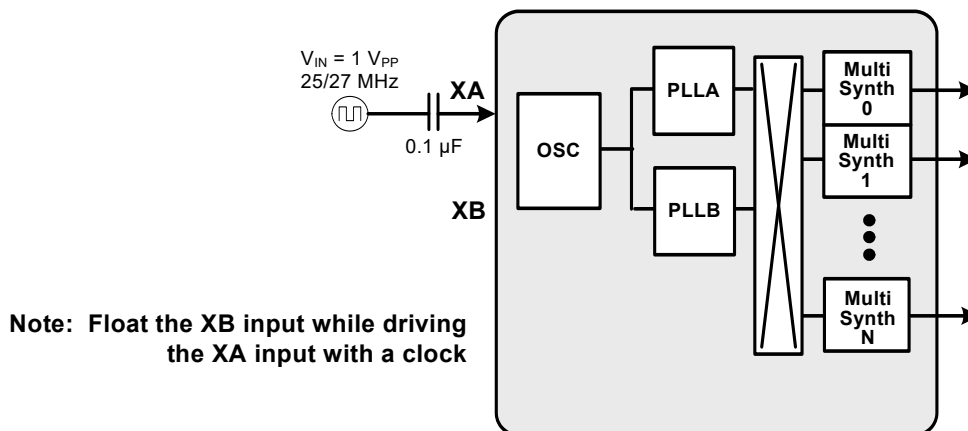 V_IN = 1 V_PP
25/27 MHz
XA
0.1 µF
XB
OSC
PLLA
PLLB
Multi
Synth
0
Multi
Synth
1
Multi
Synth
N
Note: Float the XB input while driving
the XA input with a clock